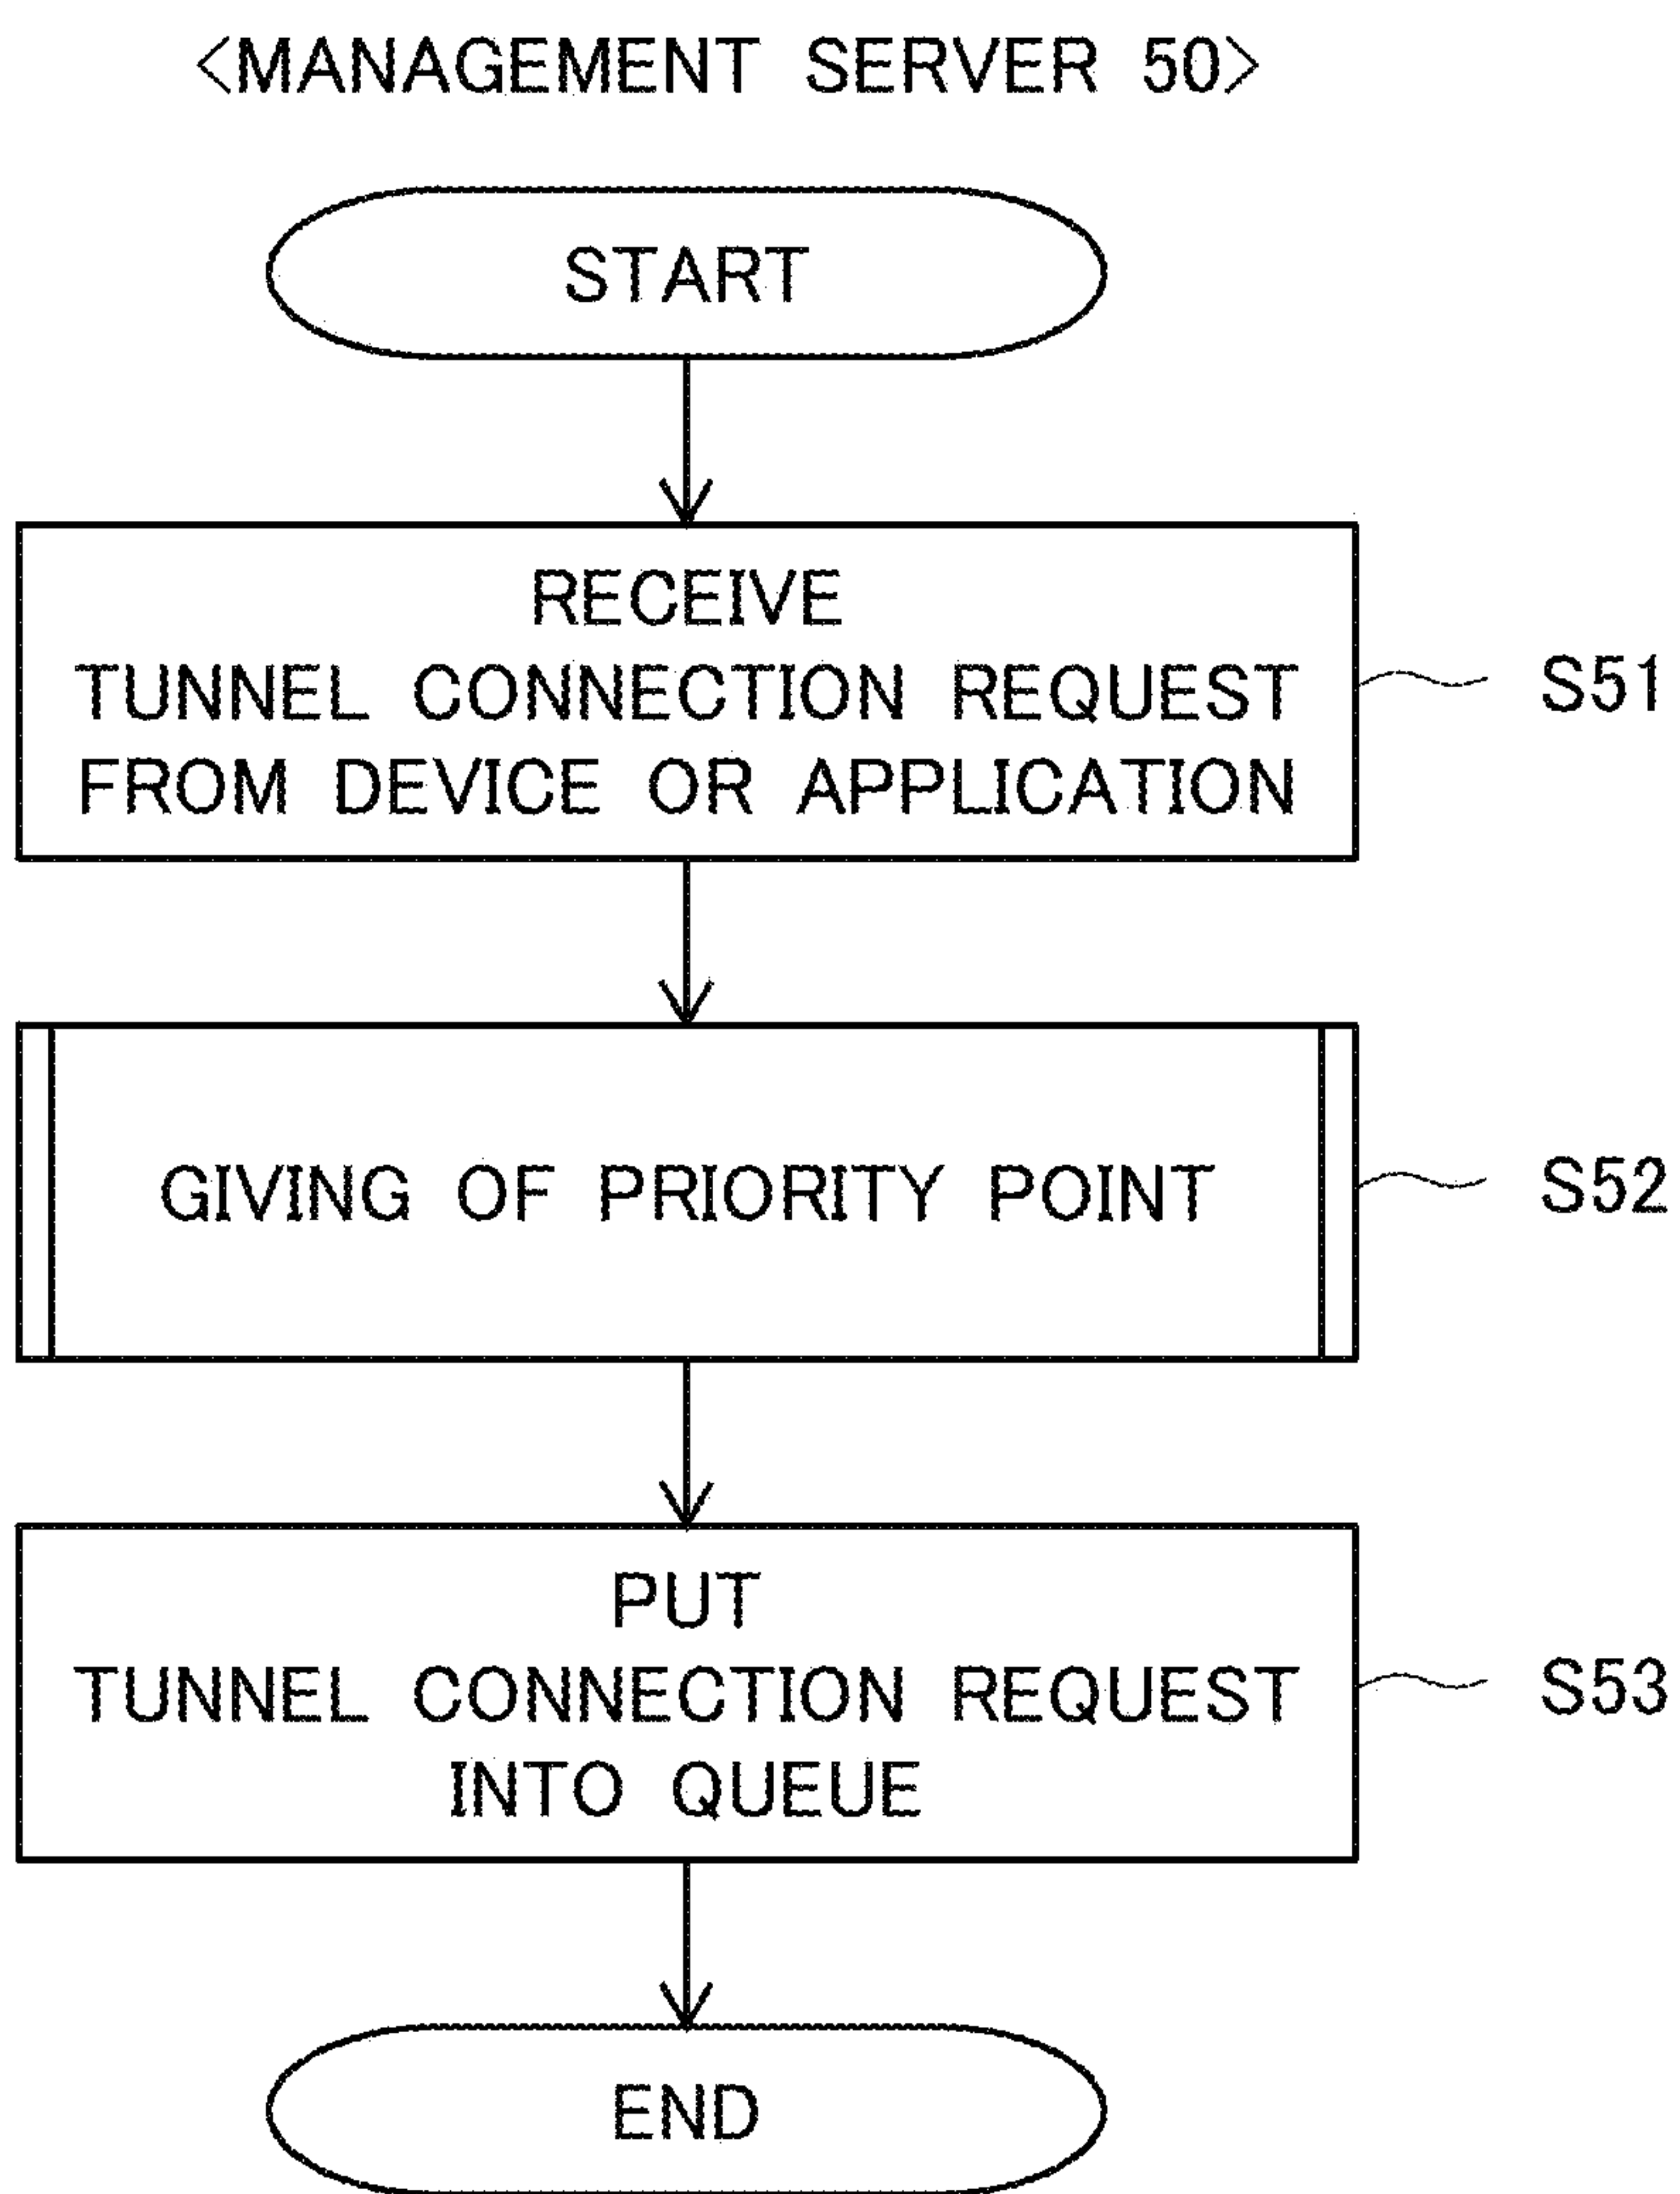 <MANAGEMENT SERVER 50>
START
RECEIVE
TUNNEL CONNECTION REQUEST
FROM DEVICE OR APPLICATION
S51
GIVING OF PRIORITY POINT
S52
PUT
TUNNEL CONNECTION REQUEST
INTO QUEUE
S53
END